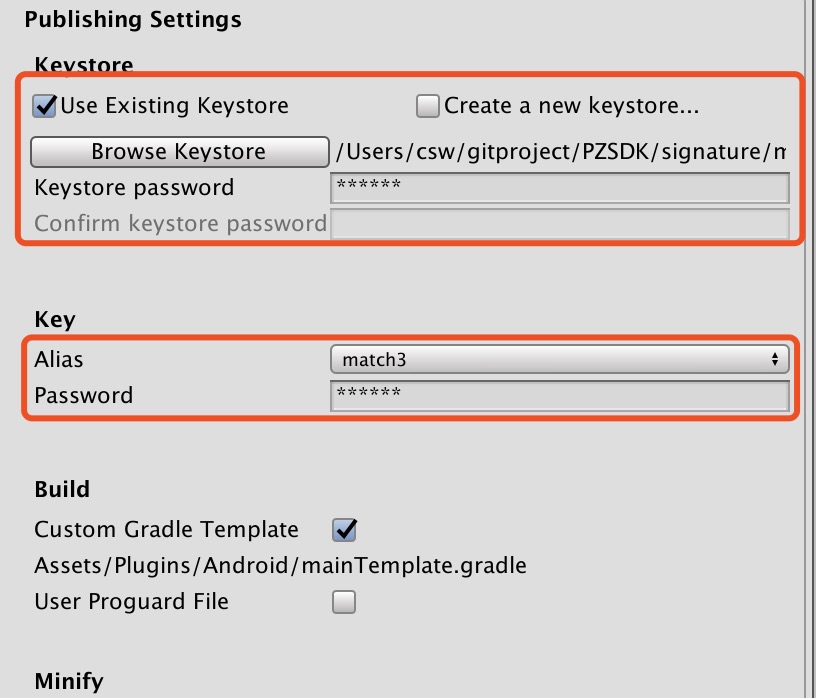 Publishing Settings
Keystore
Use Existing Keystore Create a new keystore...
Browse Keystore /Users/csw/gitproject/PZSDK/signature/m
Keystore password ******
Confirm keystore password
Key
Alias match3
Password ******
Build
Custom Gradle Template
Assets/Plugins/Android/mainTemplate.gradle
User Proguard File
Minify